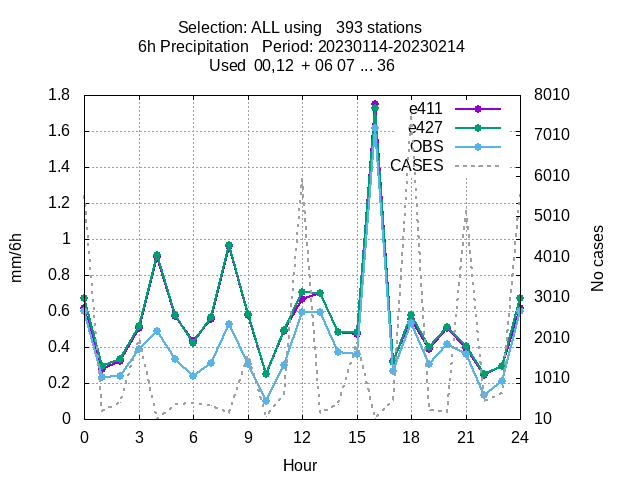 Selection: ALL using   393 stations
6h Precipitation   Period: 20230114-20230214
Used  00,12  + 06 07 ... 36
1.8
1.6
1.4
1.2
1
0.8
0.6
0.4
0.2
0
mm/6h
e411
e427
OBS
CASES
8010
7010
6010
5010
4010
3010
2010
1010
10
No cases
0 3 6 9 12 15 18 21 24
Hour